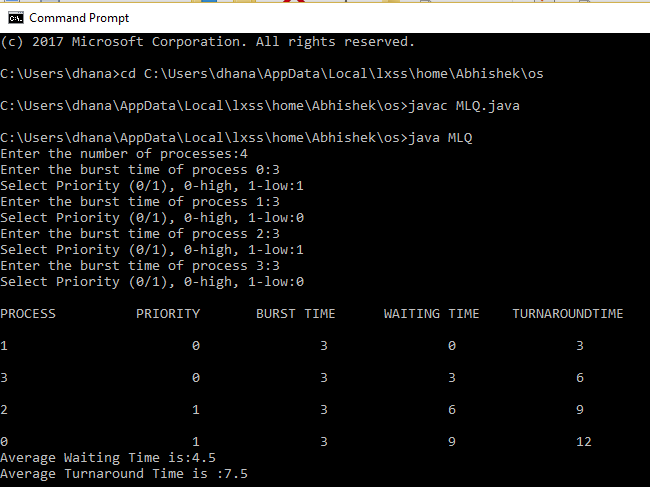 Command Prompt
(c) 2017 Microsoft Corporation. All rights reserved.
C:\Users\dhana>cd C:\Users\dhana\AppData\Local\lxss\home\Abhishek\os
C:\Users\dhana\AppData\Local\lxss\home\Abhishek\os>javac MLQ.java
C:\Users\dhana\AppData\Local\lxss\home\Abhishek\os>java MLQ
Enter the number of processes:4
Enter the burst time of process 0:3
Select Priority (0/1), 0-high, 1-low:1
Enter the burst time of process 1:3
Select Priority (0/1), 0-high, 1-low:0
Enter the burst time of process 2:3
Select Priority (0/1), 0-high, 1-low:1
Enter the burst time of process 3:3
Select Priority (0/1), 0-high, 1-low:0
PROCESS PRIORITY BURST TIME WAITING TIME TURNAROUNDTIME
1 0 3 0 3
3 0 3 3 6
2 1 3 6 9
0 1 3 9 12
Average Waiting Time is:4.5
Average Turnaround Time is :7.5